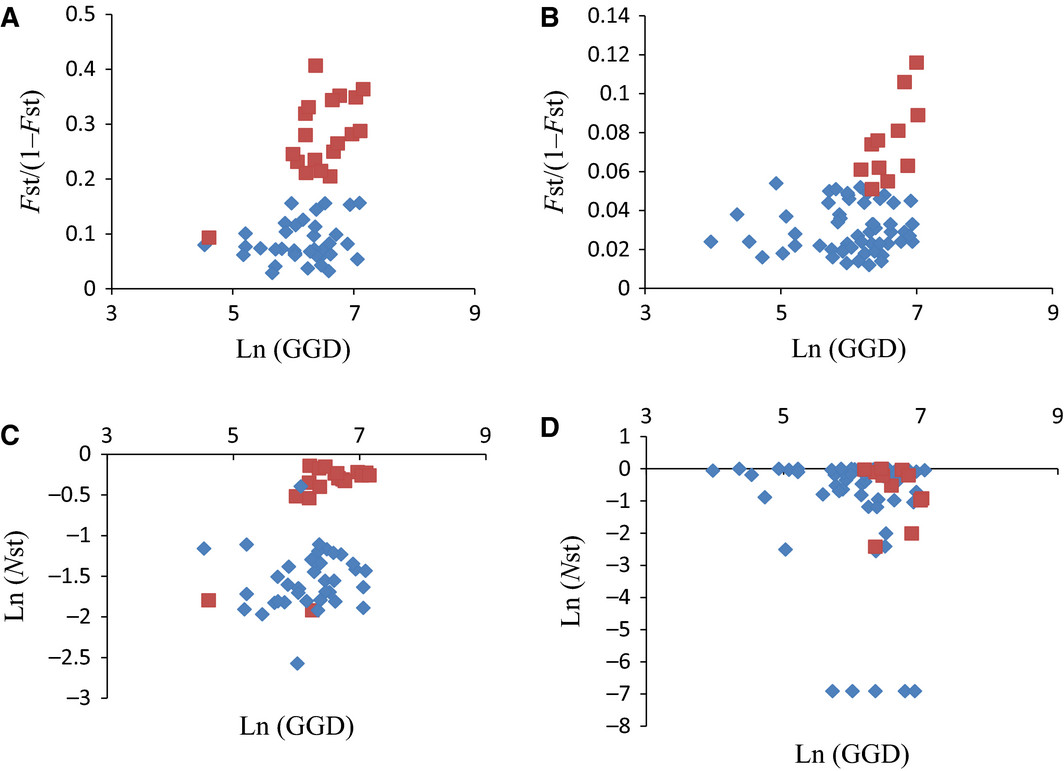 A
0.5
0.4
0.3
0.2
0.1
0
3 5 7 9
Fst/(1–Fst)
Ln (GGD)
B
0.14
0.12
0.1
0.08
0.06
0.04
0.02
0
3 5 7 9
Fst/(1–Fst)
Ln (GGD)
C
3 5 7 9
0
–0.5
–1
–1.5
–2
–2.5
–3
Ln (Nst)
Ln (GGD)
D
3 5 7 9
1
0
–1
–2
–3
–4
–5
–6
–7
–8
Ln (Nst)
Ln (GGD)